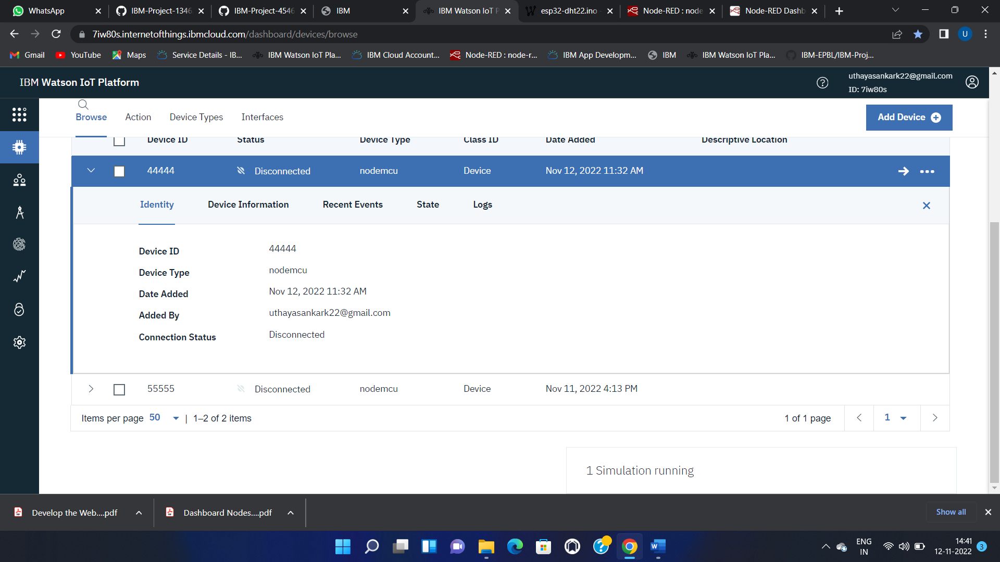 WhatsApp
IBM-Project-1346
IBM-Project-4546
IBM
IBM Watson IoT P
esp32-dht22.ino -
Node-RED : node
Node-RED Dashb
7iw80s.internetofthings.ibmcloud.com/dashboard/devices/browse
U
Gmail
YouTube
Maps
Service Details - IB...
IBM Watson IoT Pla...
IBM Cloud Account...
Node-RED : node-r...
IBM App Developm...
IBM
IBM Watson IoT Pla...
IBM-EPBL/IBM-Proj...
IBM Watson IoT Platform
uthayasankark22@gmail.com
ID: 7iw80s
Browse
Action
Device Types
Interfaces
Add Device
Device ID
Status
Device Type
Class ID
Date Added
Descriptive Location
44444
Disconnected
nodemcu
Device
Nov 12, 2022 11:32 AM
Identity
Device Information
Recent Events
State
Logs
Device ID
44444
Device Type
nodemcu
Date Added
Nov 12, 2022 11:32 AM
Added By
uthayasankark22@gmail.com
Connection Status
Disconnected
55555
Disconnected
nodemcu
Device
Nov 11, 2022 4:13 PM
Items per page 50 | 1–2 of 2 items
1 of 1 page
1
1 Simulation running
Develop the Web....pdf
Dashboard Nodes....pdf
Show all
ENG
IN
14:41
12-11-2022
3